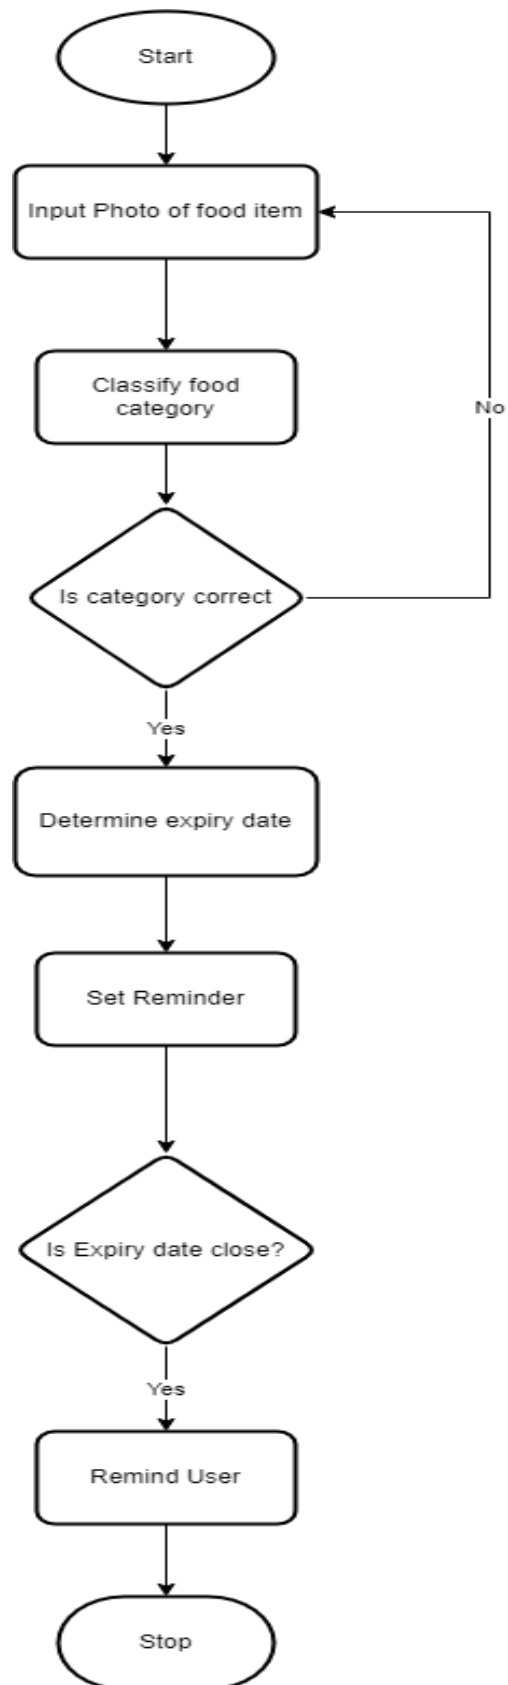 Start
Input Photo of food item
Classify food
category
No
Is category correct
Yes
Determine expiry date
Set Reminder
Is Expiry date close?
Yes
Remind User
Stop